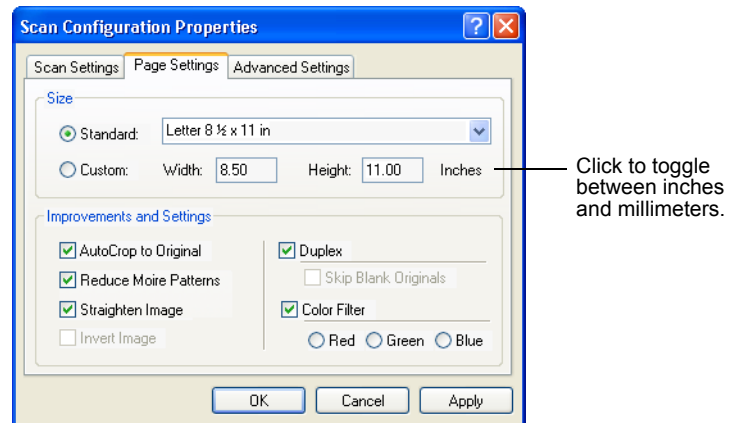 Scan Configuration Properties
Scan Settings Page Settings Advanced Settings
Size
Standard: Letter 8 ½ x 11 in
Custom: Width: 8.50 Height: 11.00 Inches
Click to toggle
between inches
and millimeters.
Improvements and Settings
AutoCrop to Original
Reduce Moire Patterns
Straighten Image
Invert Image
Duplex
Skip Blank Originals
Color Filter
Red Green Blue
OK Cancel Apply